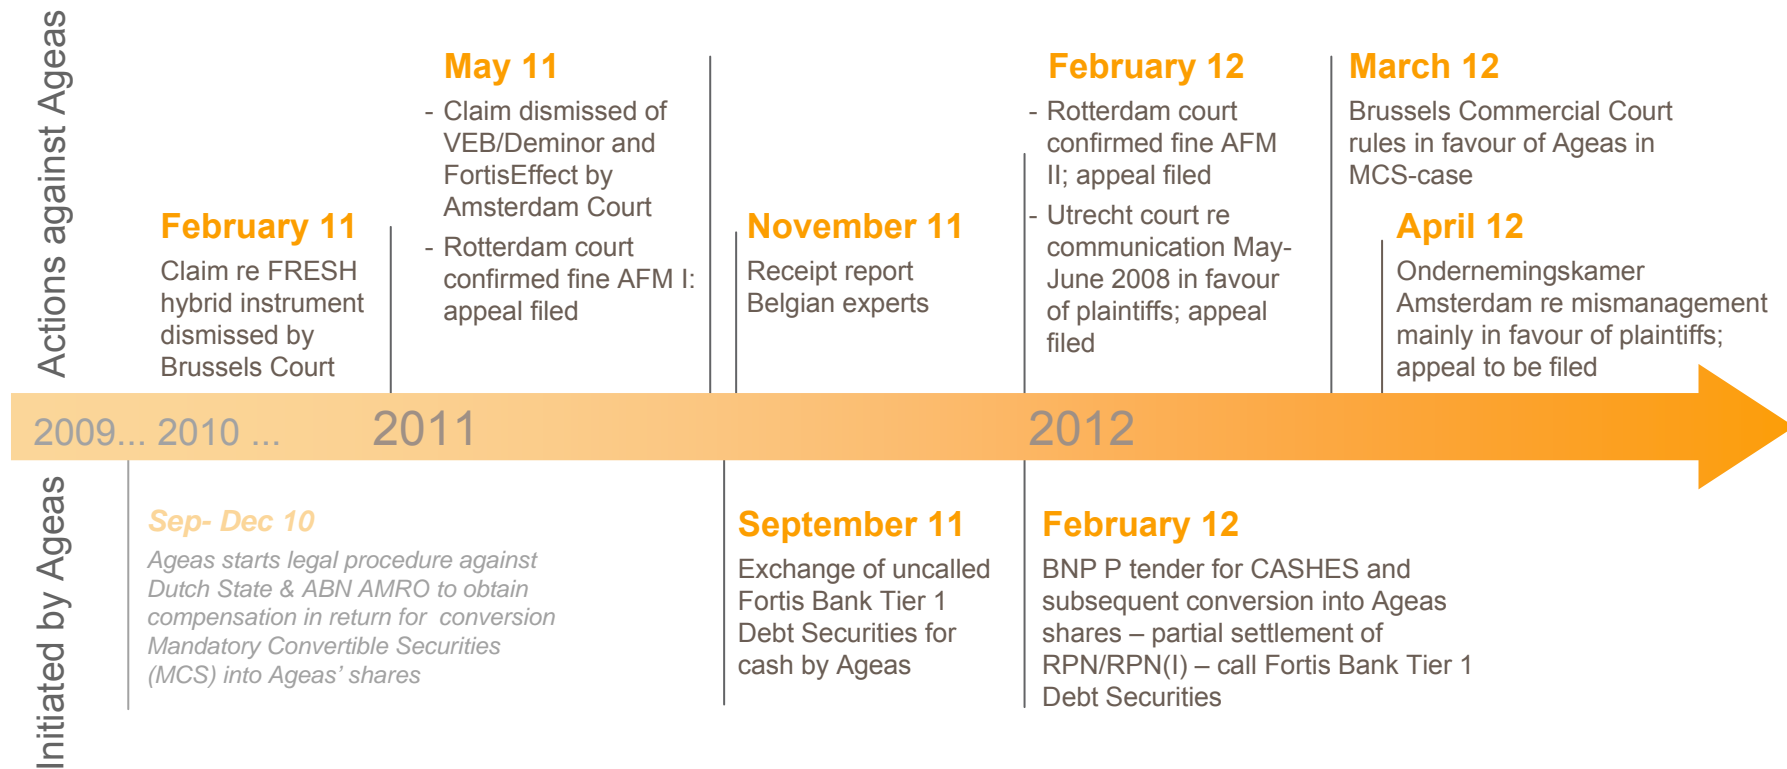 Actions against Ageas
February 11
Claim re FRESH
hybrid instrument
dismissed by
Brussels Court
May 11
- Claim dismissed of
VEB/Deminor and
FortisEffect by
Amsterdam Court
- Rotterdam court
confirmed fine AFM I:
appeal filed
November 11
Receipt report
Belgian experts
February 12
- Rotterdam court
confirmed fine AFM
II; appeal filed
- Utrecht court re
communication May-
June 2008 in favour
of plaintiffs; appeal
filed
March 12
Brussels Commercial Court
rules in favour of Ageas in
MCS-case
April 12
Ondernemingskamer
Amsterdam re mismanagement
mainly in favour of plaintiffs;
appeal to be filed
2009... 2010 ... 2011 2012
Initiated by Ageas
Sep- Dec 10
Ageas starts legal procedure against
Dutch State & ABN AMRO to obtain
compensation in return for conversion
Mandatory Convertible Securities
(MCS) into Ageas' shares
September 11
Exchange of uncalled
Fortis Bank Tier 1
Debt Securities for
cash by Ageas
February 12
BNP P tender for CASHES and
subsequent conversion into Ageas
shares – partial settlement of
RPN/RPN(I) – call Fortis Bank Tier 1
Debt Securities